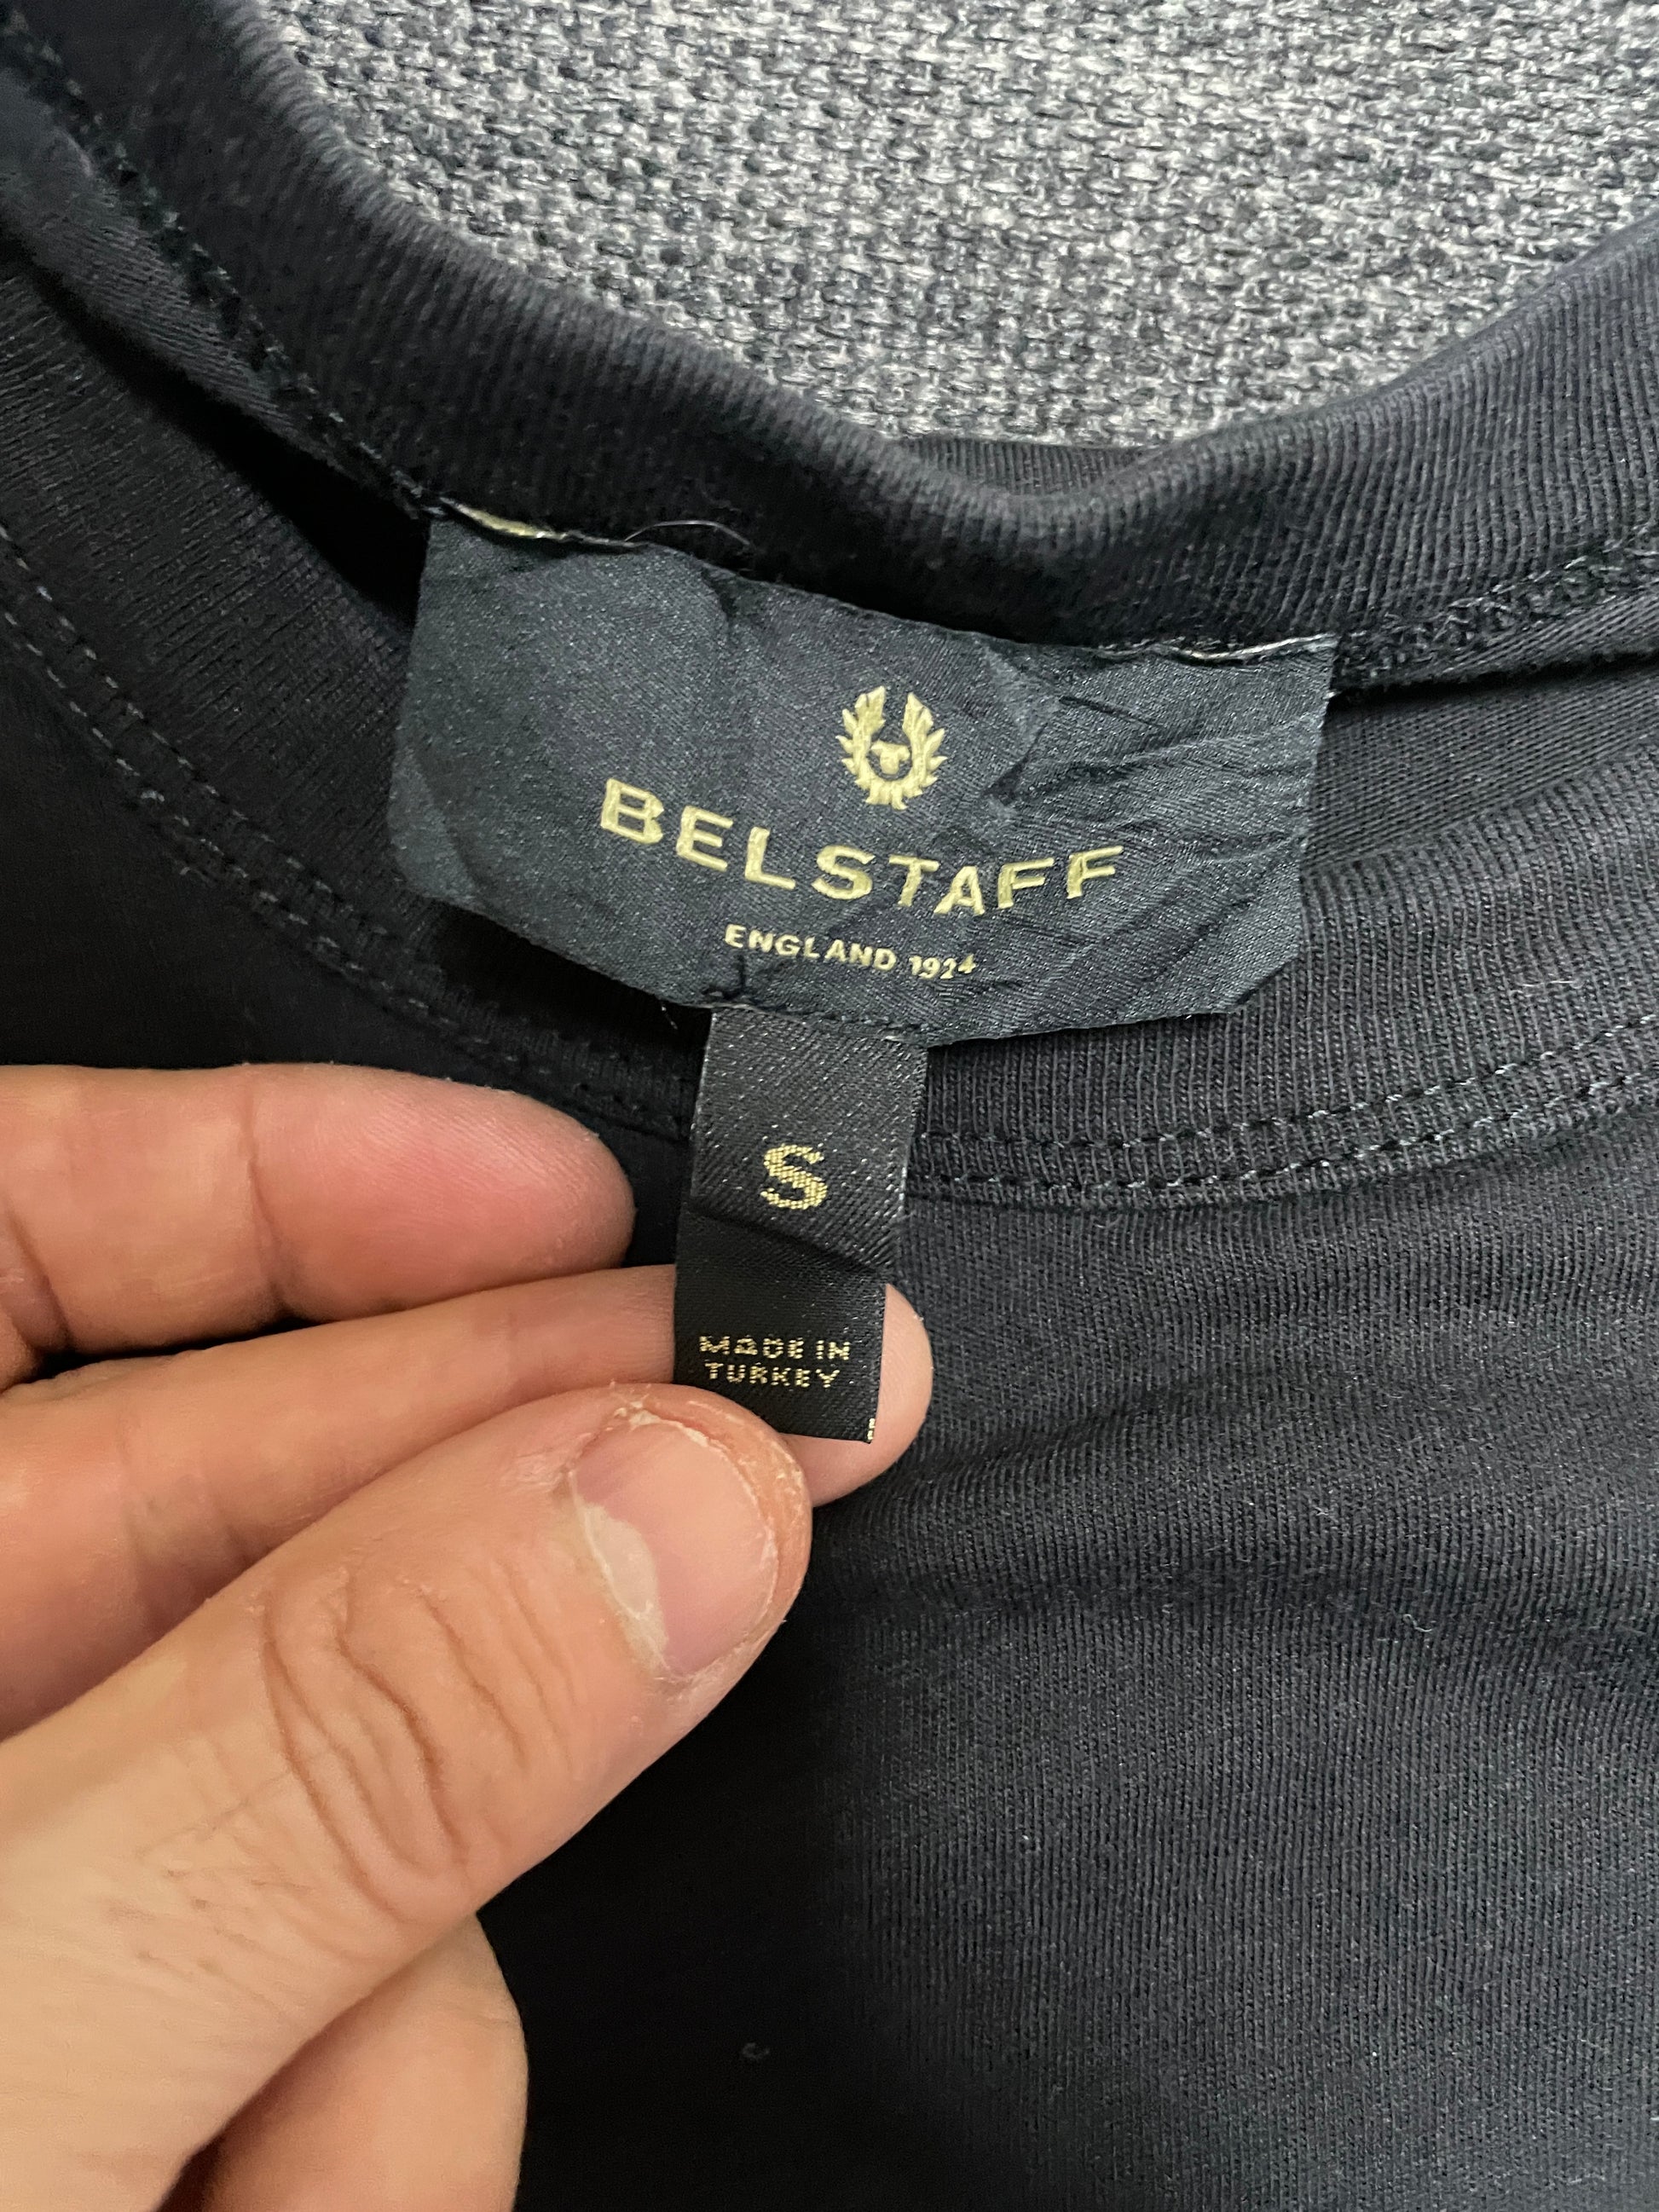 BELSTAFF
ENGLAND 1924
S
MADE IN
TURKEY